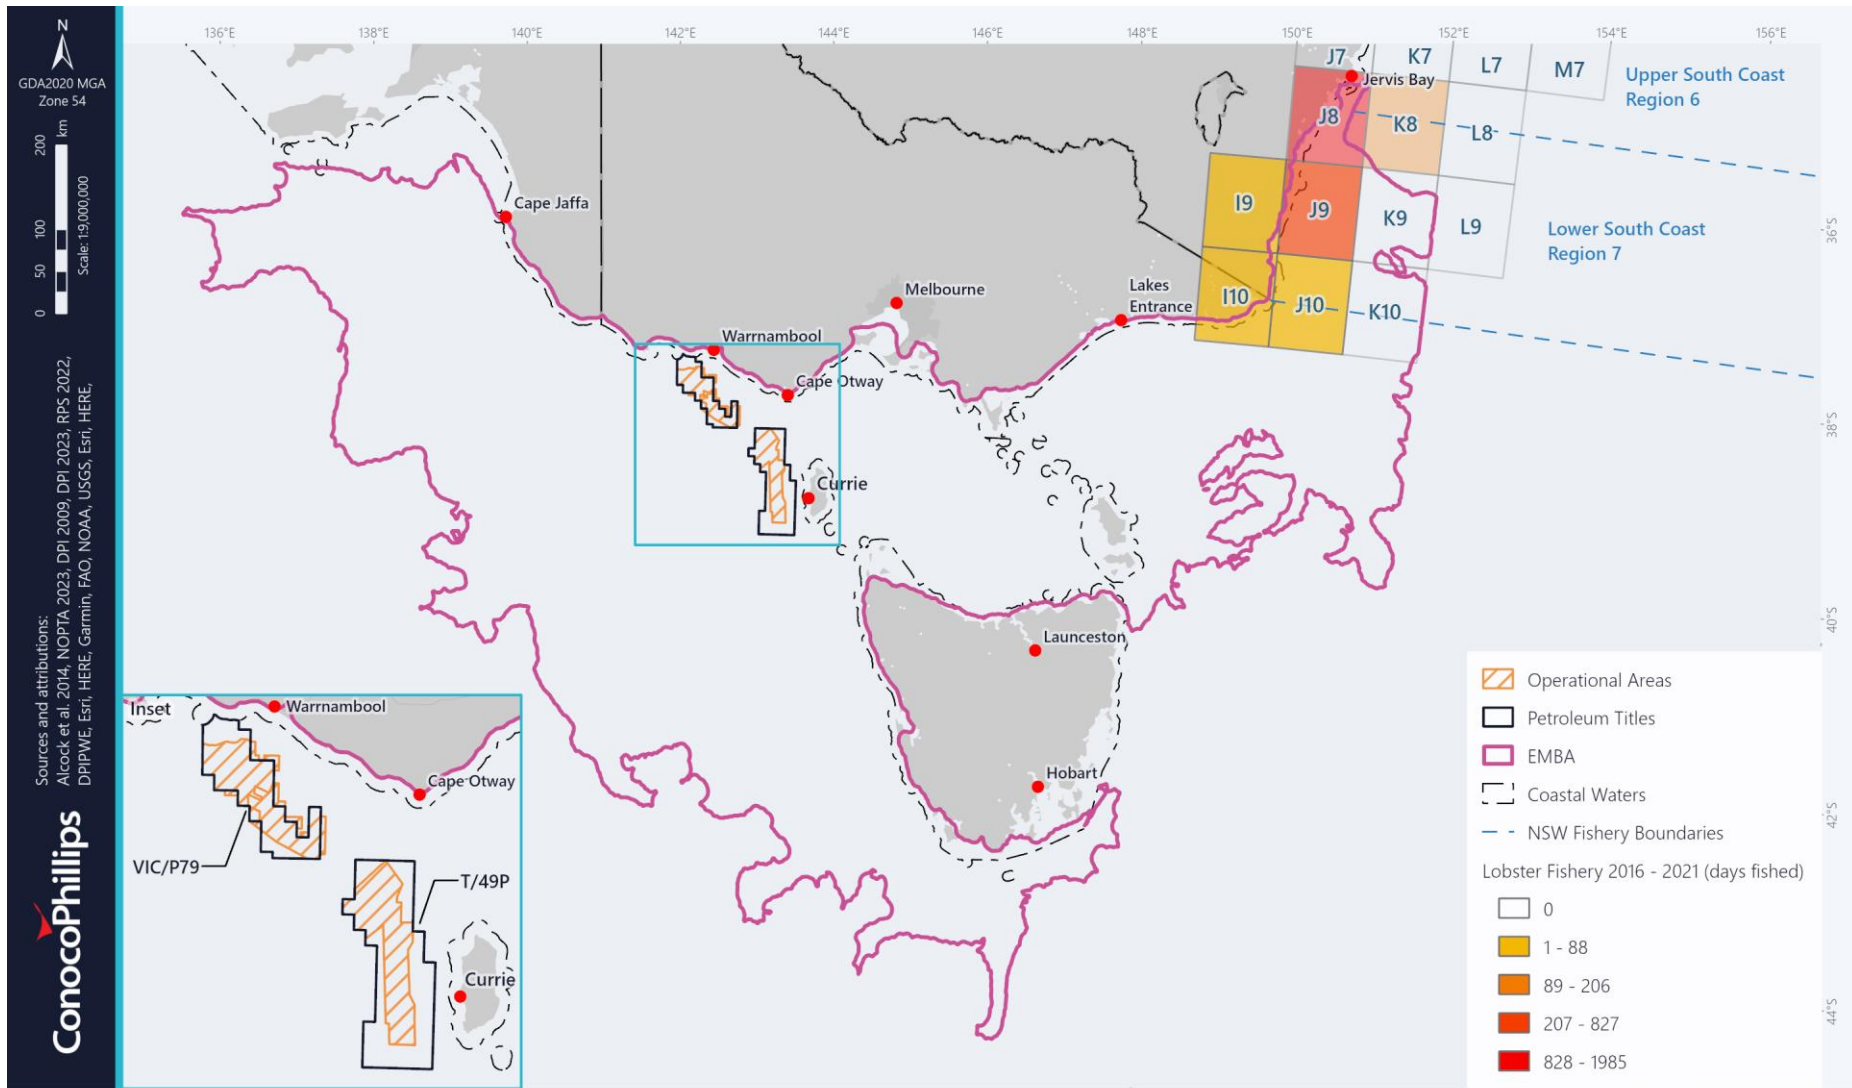 N
GDA2020 MGA
Zone 54
0 50 100 200
km
Scale: 1:9,000,000
Sources and attributions:
Alcock et al. 2014, NOPTA 2023, DPI 2009, DPI 2023, RPS 2022,
DPIPWE, Esri, HERE, Garmin, FAO, NOAA, USGS, Esri, HERE,
ConocoPhillips
136°E 138°E 140°E 142°E 144°E 146°E 148°E 150°E 152°E 154°E 156°E
36°S
38°S
40°S
42°S
44°S
J7 K7 L7 M7
Jervis Bay
J8 K8 L8
I9 J9 K9 L9
I10 J10 K10
Upper South Coast
Region 6
Lower South Coast
Region 7
Cape Jaffa
Melbourne
Lakes
Entrance
Warrnambool
Cape Otway
Currie
Launceston
Hobart
Inset
Warrnambool
Cape Otway
VIC/P79
T/49P
Currie
Operational Areas
Petroleum Titles
EMBA
Coastal Waters
NSW Fishery Boundaries
Lobster Fishery 2016 - 2021 (days fished)
0
1 - 88
89 - 206
207 - 827
828 - 1985